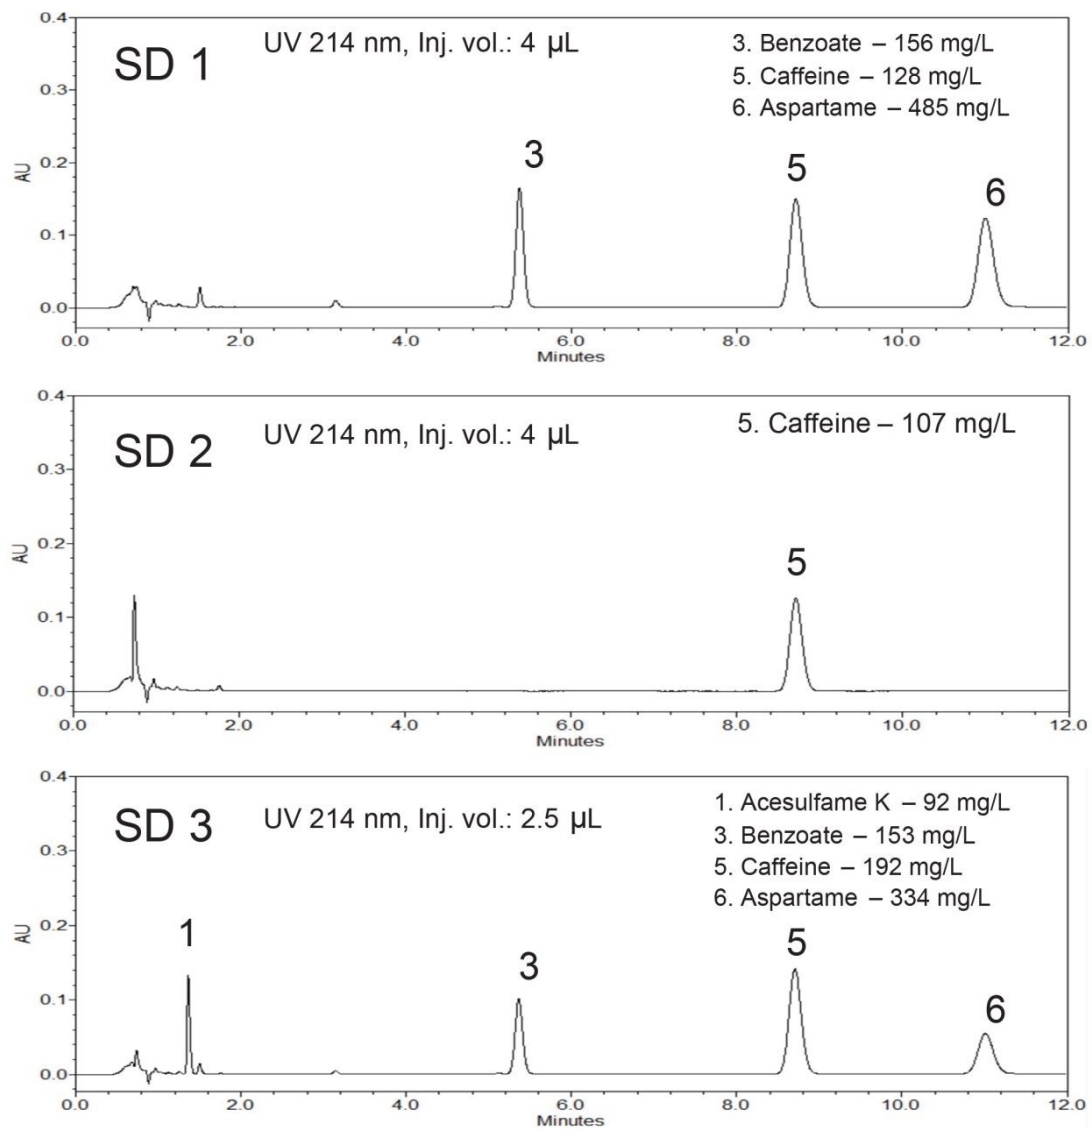 0.4
SD 1
UV 214 nm, Inj. vol.: 4 µL
3. Benzoate – 156 mg/L
5. Caffeine – 128 mg/L
6. Aspartame – 485 mg/L
0.3
0.2
AU
3
5
6
0.1
0.0
0.0 2.0 4.0 6.0 8.0 10.0 12.0
Minutes
0.4
SD 2
UV 214 nm, Inj. vol.: 4 µL
5. Caffeine – 107 mg/L
0.3
0.2
AU
5
0.1
0.0
0.0 2.0 4.0 6.0 8.0 10.0 12.0
Minutes
0.4
SD 3
UV 214 nm, Inj. vol.: 2.5 µL
1. Acesulfame K – 92 mg/L
3. Benzoate – 153 mg/L
5. Caffeine – 192 mg/L
6. Aspartame – 334 mg/L
0.3
0.2
AU
1
3
5
6
0.1
0.0
0.0 2.0 4.0 6.0 8.0 10.0 12.0
Minutes